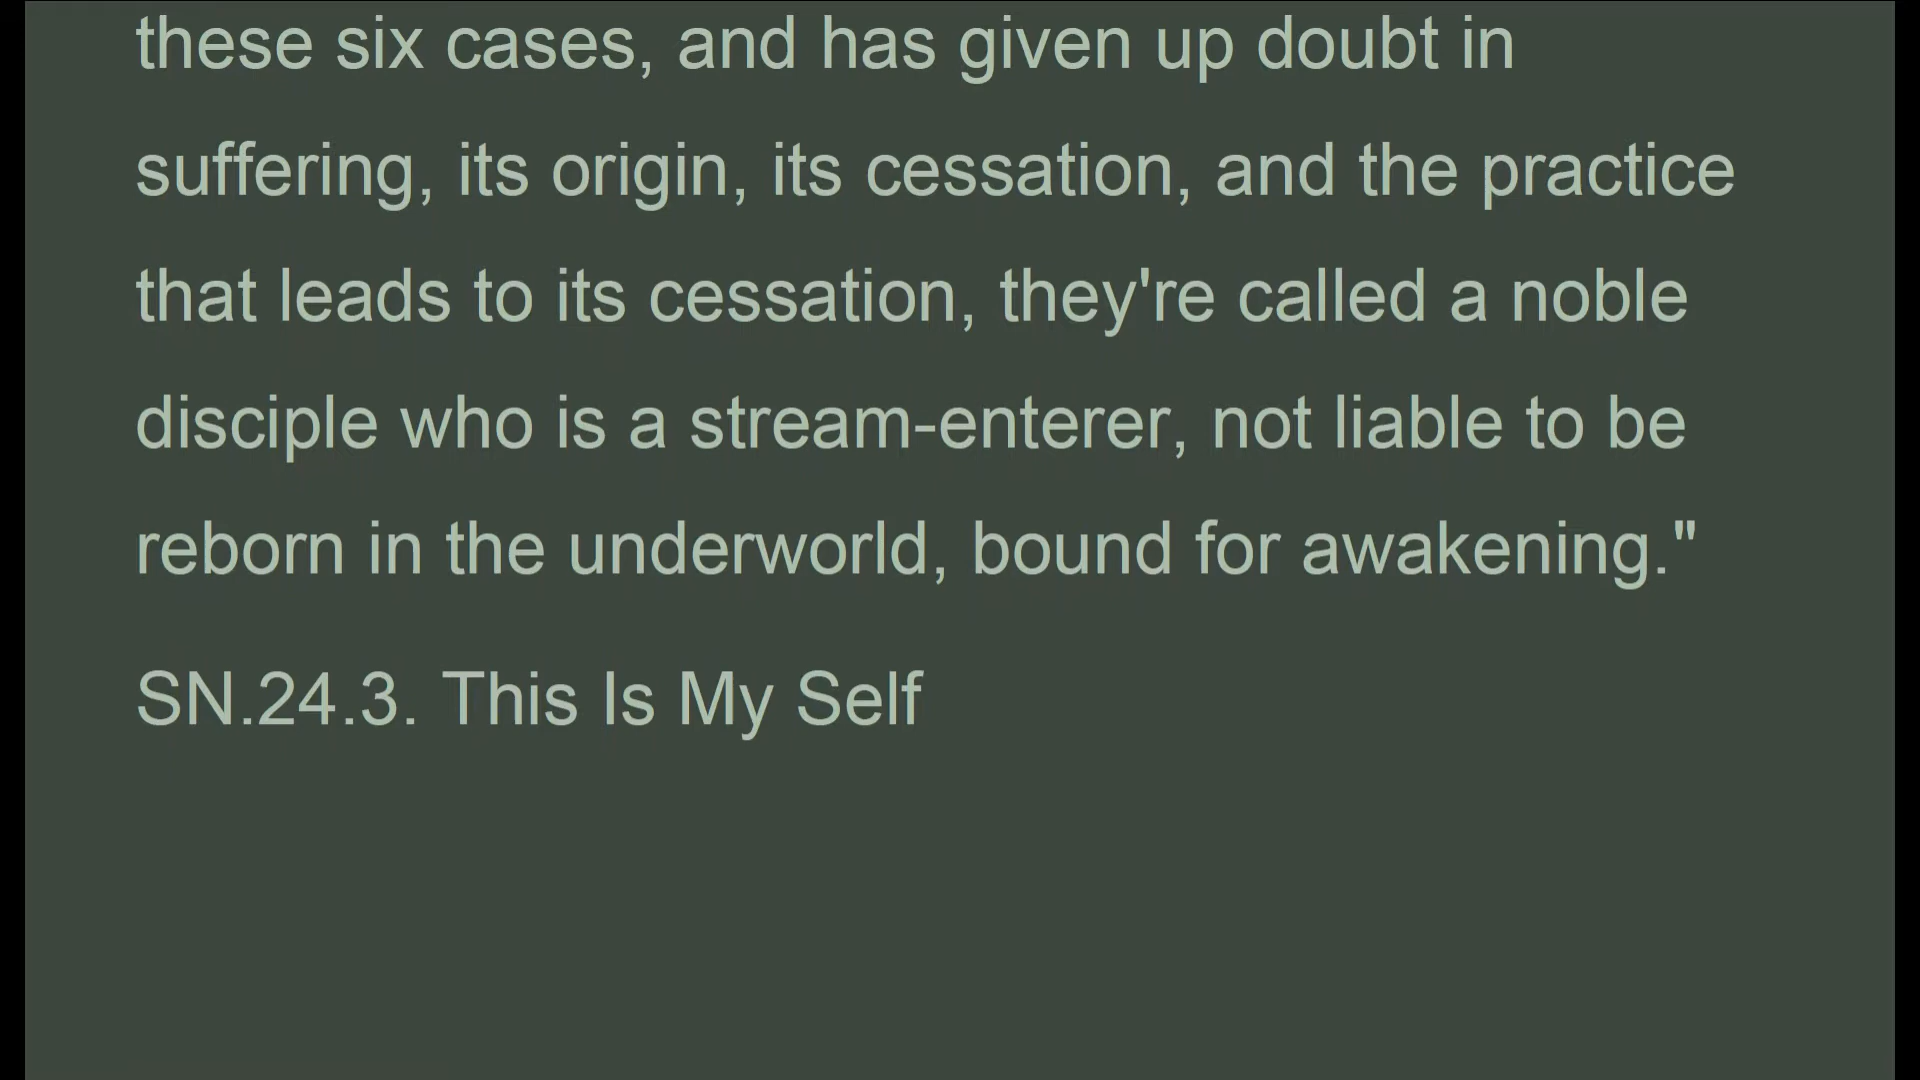 these six cases, and has given up doubt in
suffering, its origin, its cessation, and the practice
that leads to its cessation, they're called a noble
disciple who is a stream-enterer, not liable to be
reborn in the underworld, bound for awakening."
SN.24.3. This Is My Self